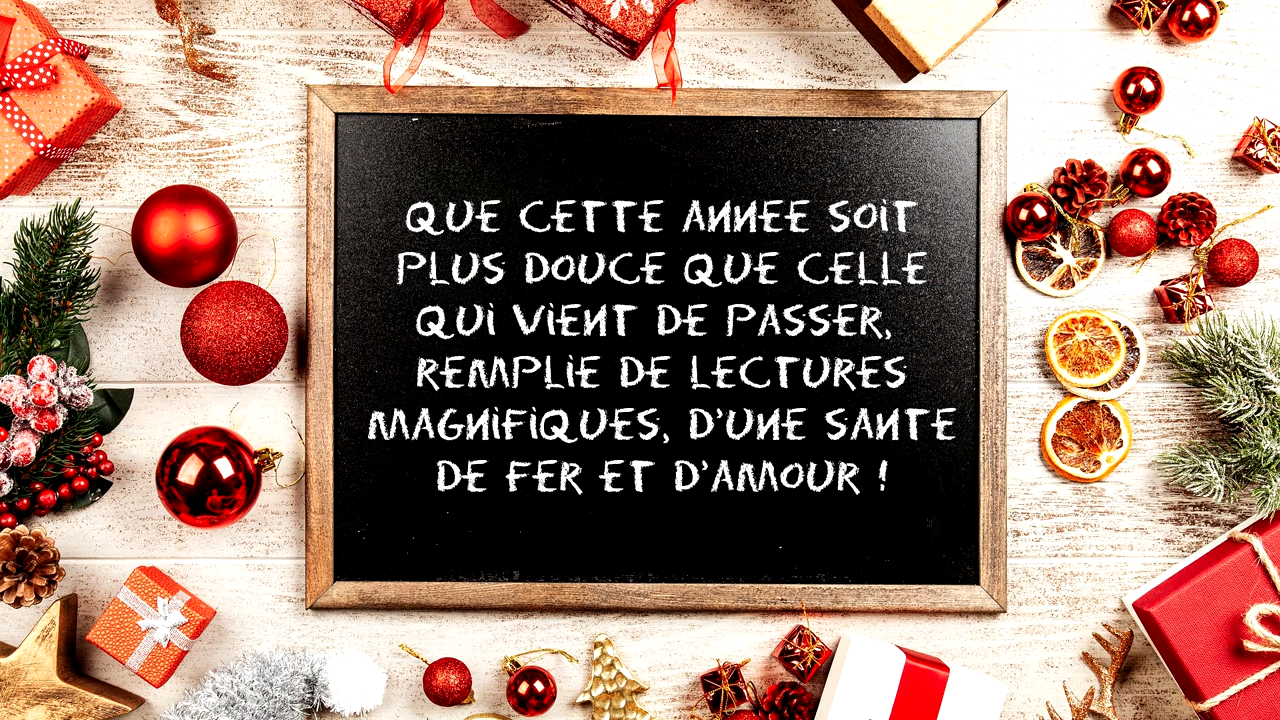 QUE CETTE ANNEE SOIT
PLUS DOUCE QUE CELLE
QUI VIENT DE PASSER,
REMPLIE DE LECTURES
MAGNIFIQUES, D'UNE SANTE
DE FER ET D'AMOUR !